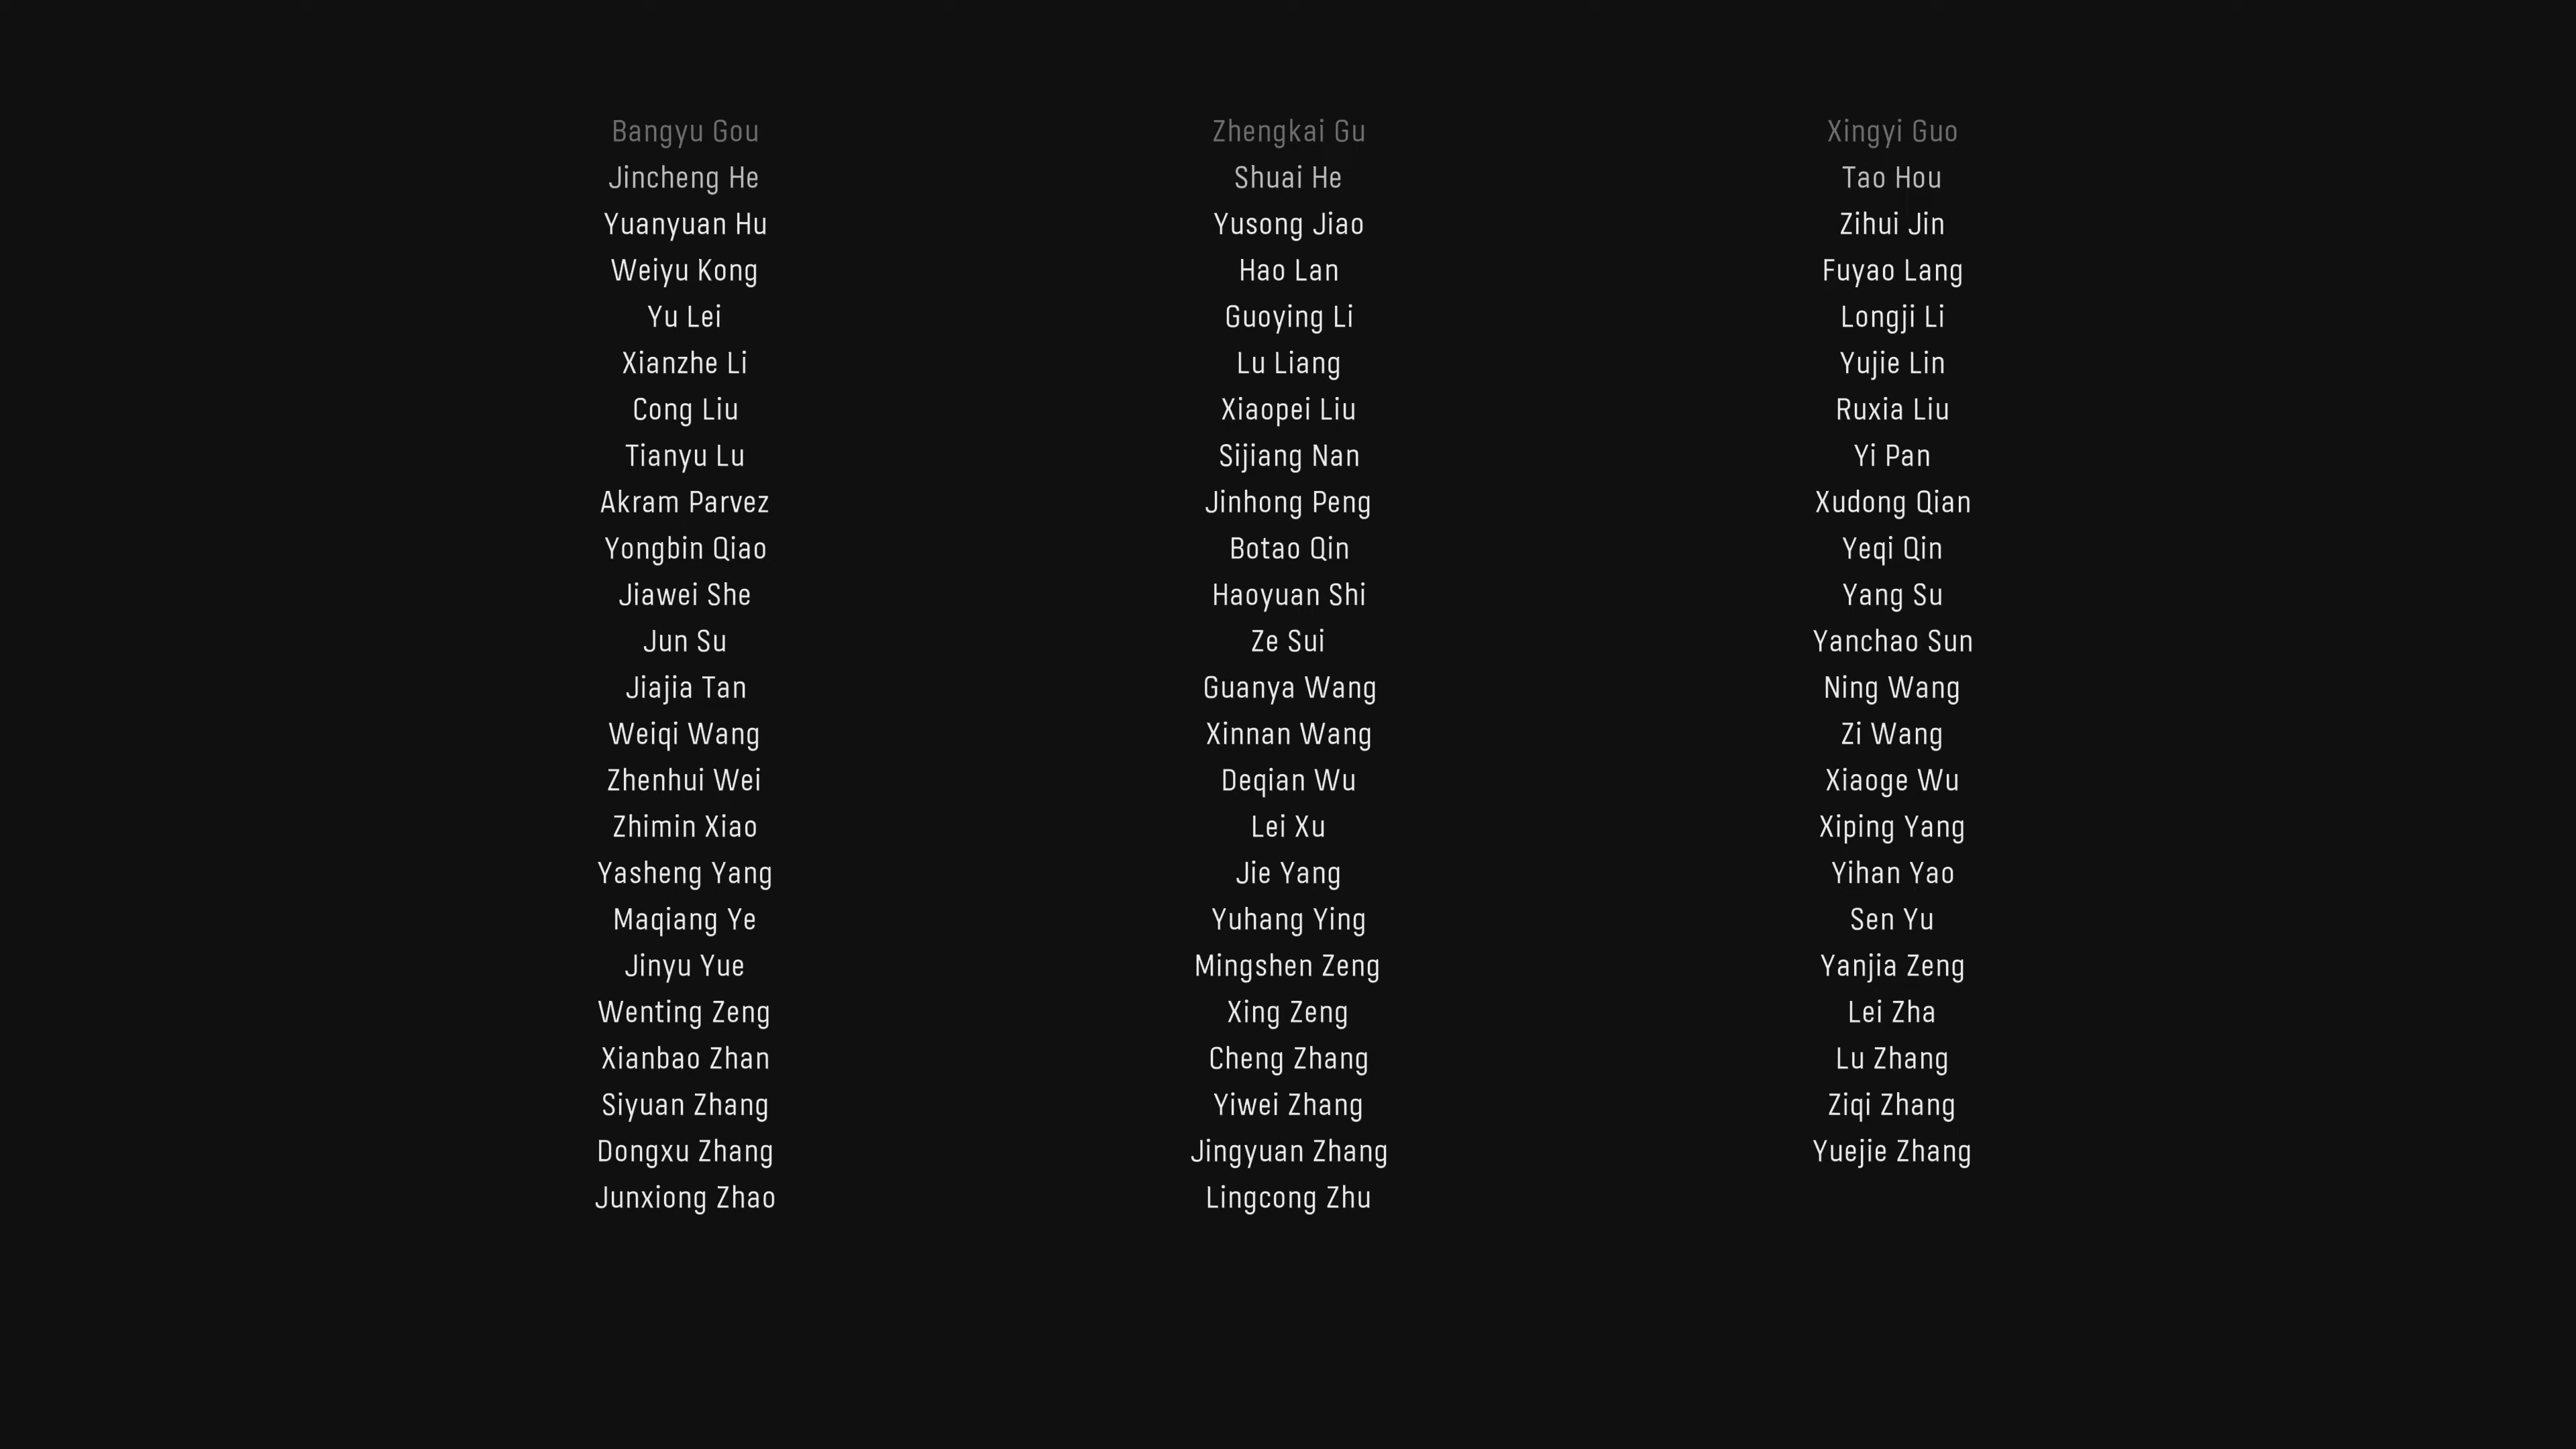 Bangyu Gou Zhengkai Gu Xingyi Guo
Jincheng He Shuai He Tao Hou
Yuanyuan Hu Yusong Jiao Zihui Jin
Weiyu Kong Hao Lan Fuyao Lang
Yu Lei Guoying Li Longji Li
Xianzhe Li Lu Liang Yujie Lin
Cong Liu Xiaopei Liu Ruxia Liu
Tianyu Lu Sijiang Nan Yi Pan
Akram Parvez Jinhong Peng Xudong Qian
Yongbin Qiao Botao Qin Yeqi Qin
Jiawei She Haoyuan Shi Yang Su
Jun Su Ze Sui Yanchao Sun
Jiajia Tan Guanya Wang Ning Wang
Weiqi Wang Xinnan Wang Zi Wang
Zhenhui Wei Deqian Wu Xiaoge Wu
Zhimin Xiao Lei Xu Xiping Yang
Yasheng Yang Jie Yang Yihan Yao
Maqiang Ye Yuhang Ying Sen Yu
Jinyu Yue Mingshen Zeng Yanjia Zeng
Wenting Zeng Xing Zeng Lei Zha
Xianbao Zhan Cheng Zhang Lu Zhang
Siyuan Zhang Yiwei Zhang Ziqi Zhang
Dongxu Zhang Jingyuan Zhang Yuejie Zhang
Junxiong Zhao Lingcong Zhu